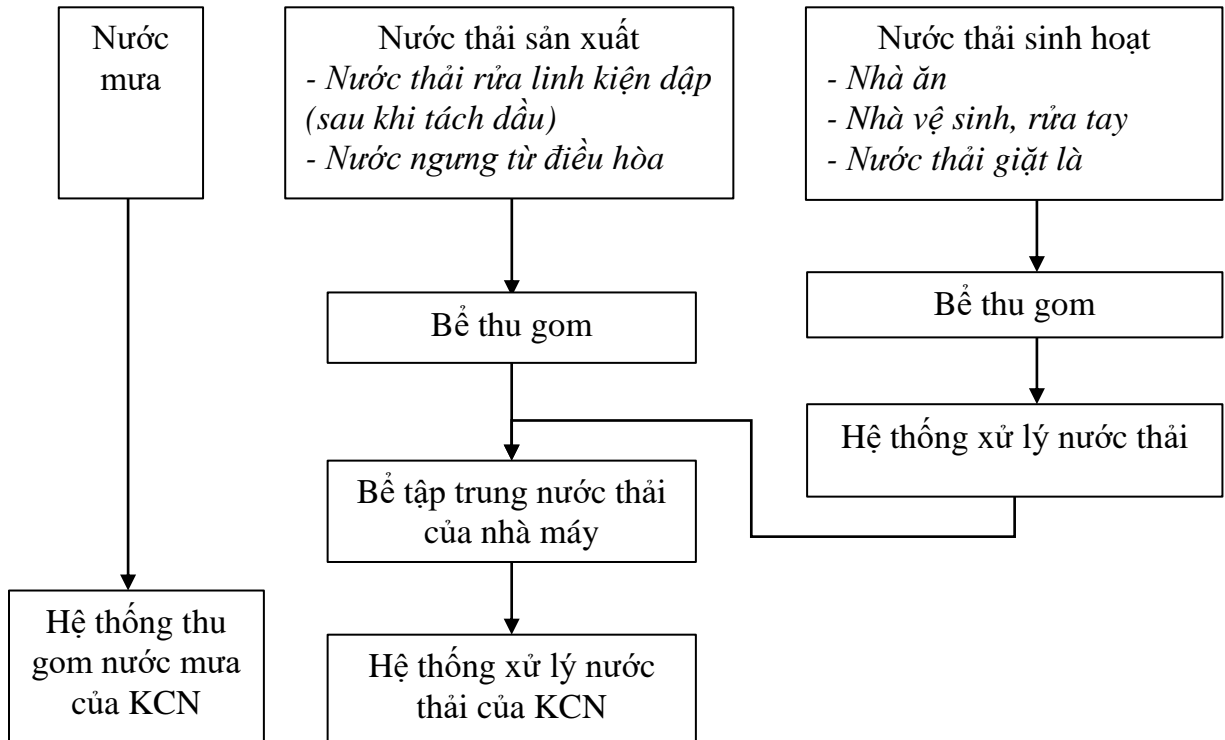 Nước
mưa
Nước thải sản xuất
- Nước thải rửa linh kiện dập
(sau khi tách dầu)
- Nước ngưng từ điều hòa
Nước thải sinh hoạt
- Nhà ăn
- Nhà vệ sinh, rửa tay
- Nước thải giặt là
Bể thu gom
Bể thu gom
Hệ thống xử lý nước thải
Bể tập trung nước thải
của nhà máy
Hệ thống thu
gom nước mưa
của KCN
Hệ thống xử lý nước
thải của KCN